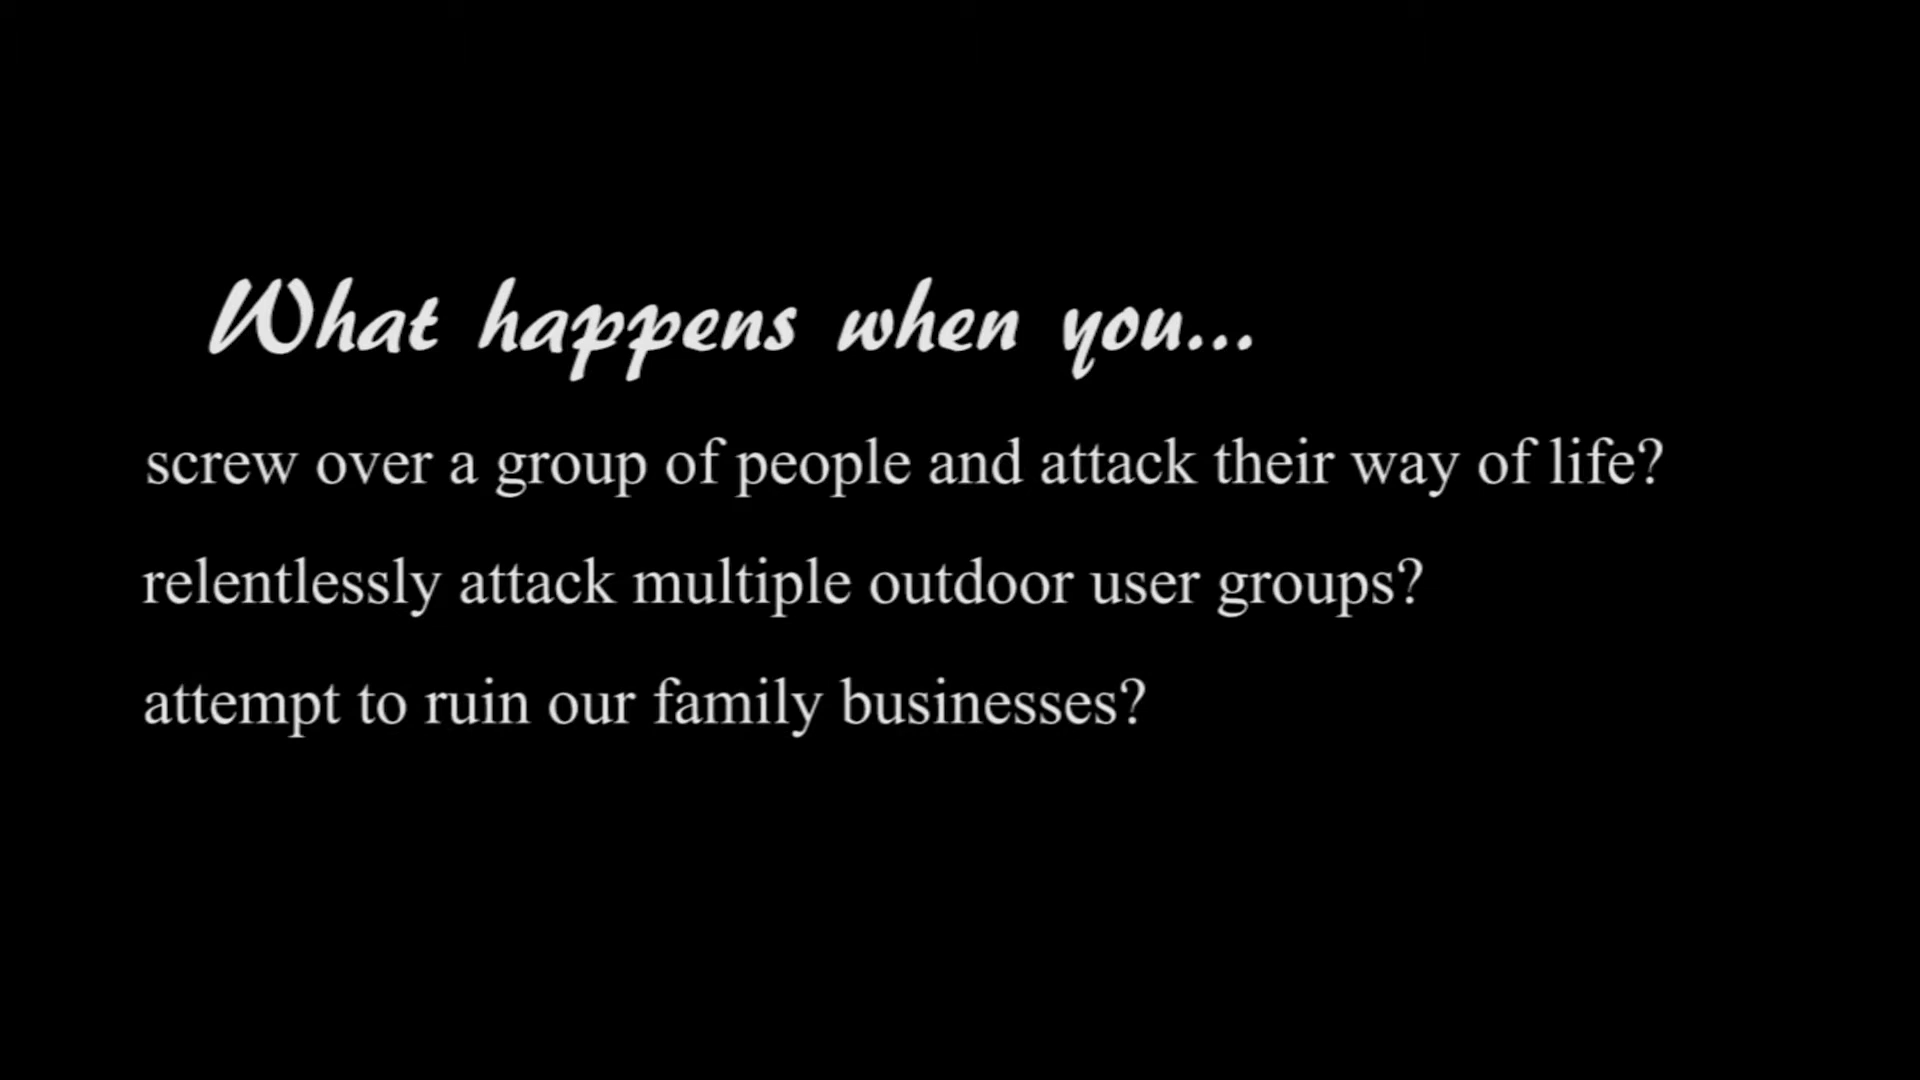 What happens when you...
screw over a group of people and attack their way of life?
relentlessly attack multiple outdoor user groups?
attempt to ruin our family businesses?